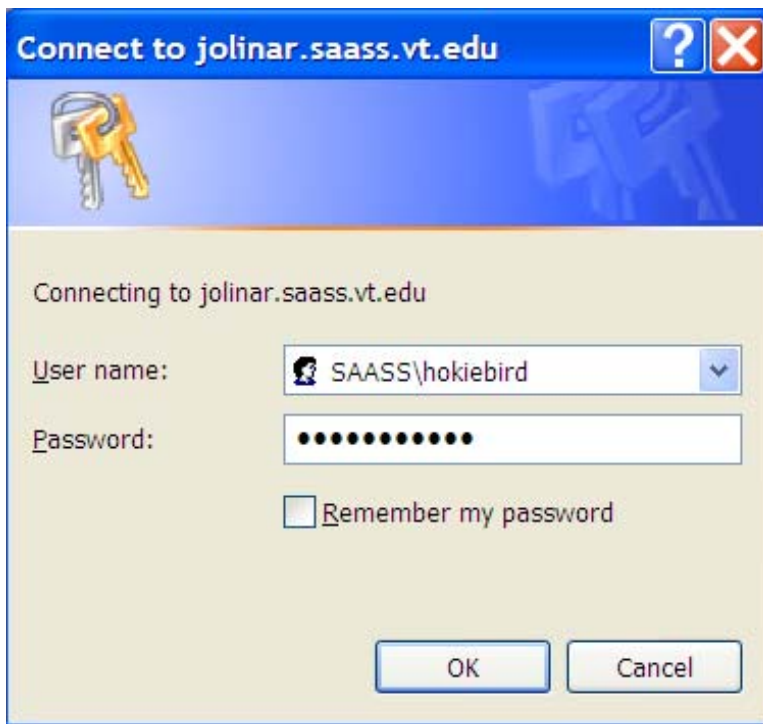 Connect to jolinar.saass.vt.edu
Connecting to jolinar.saass.vt.edu
User name: SAASS\hokiebird
Password: •••••••••••
Remember my password
OK Cancel